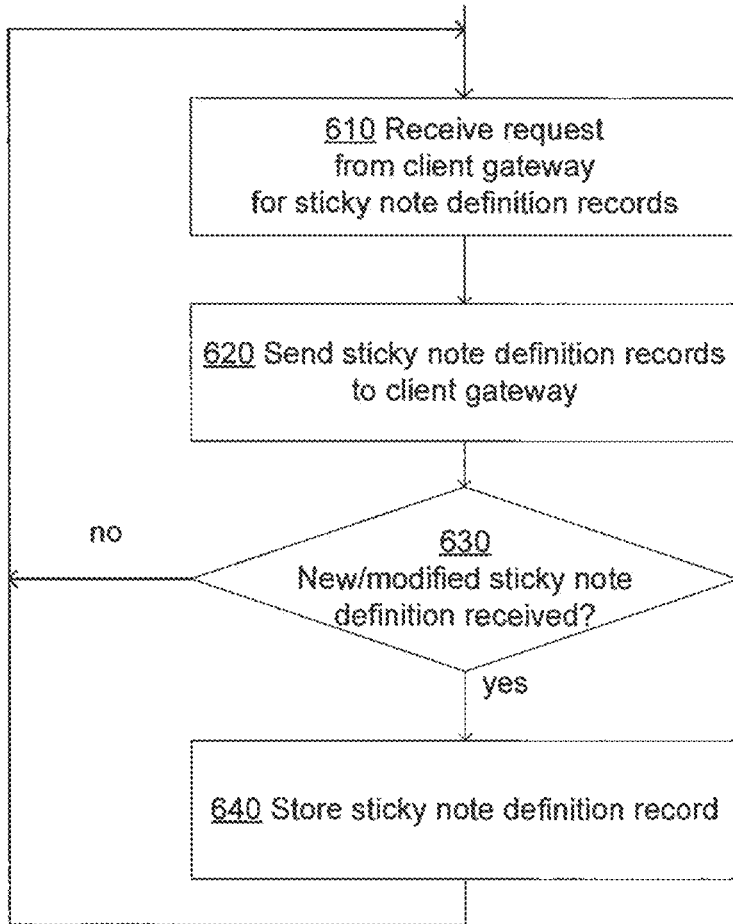 610 Receive request
from client gateway
for sticky note definition records
620 Send sticky note definition records
to client gateway
no
630
New/modified sticky note
definition received?
yes
640 Store sticky note definition record